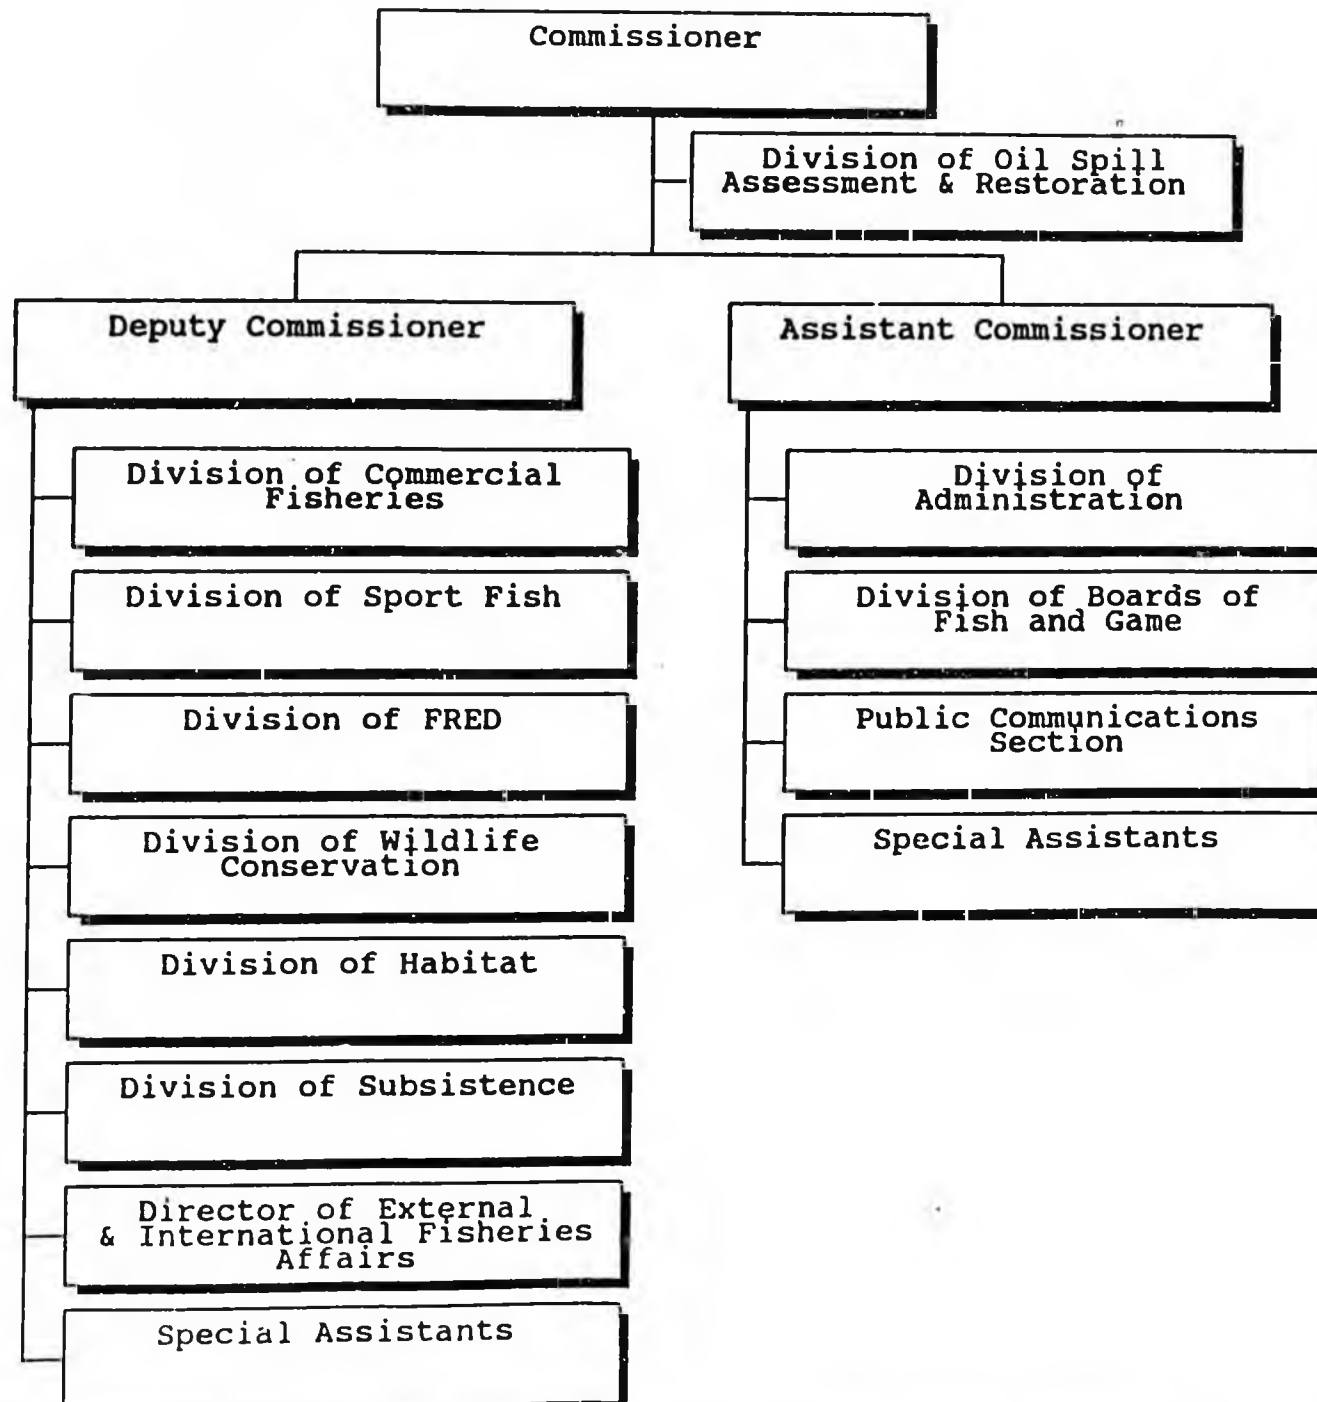 Commissioner
Division of Oil Spill
Assessment & Restoration
Deputy Commissioner
Assistant Commissioner
Division of Commercial
Fisheries
Division of Sport Fish
Division of FRED
Division of Wildlife
Conservation
Division of Habitat
Division of Subsistence
Director of External
& International Fisheries
Affairs
Special Assistants
Division of
Administration
Division of Boards of
Fish and Game
Public Communications
Section
Special Assistants